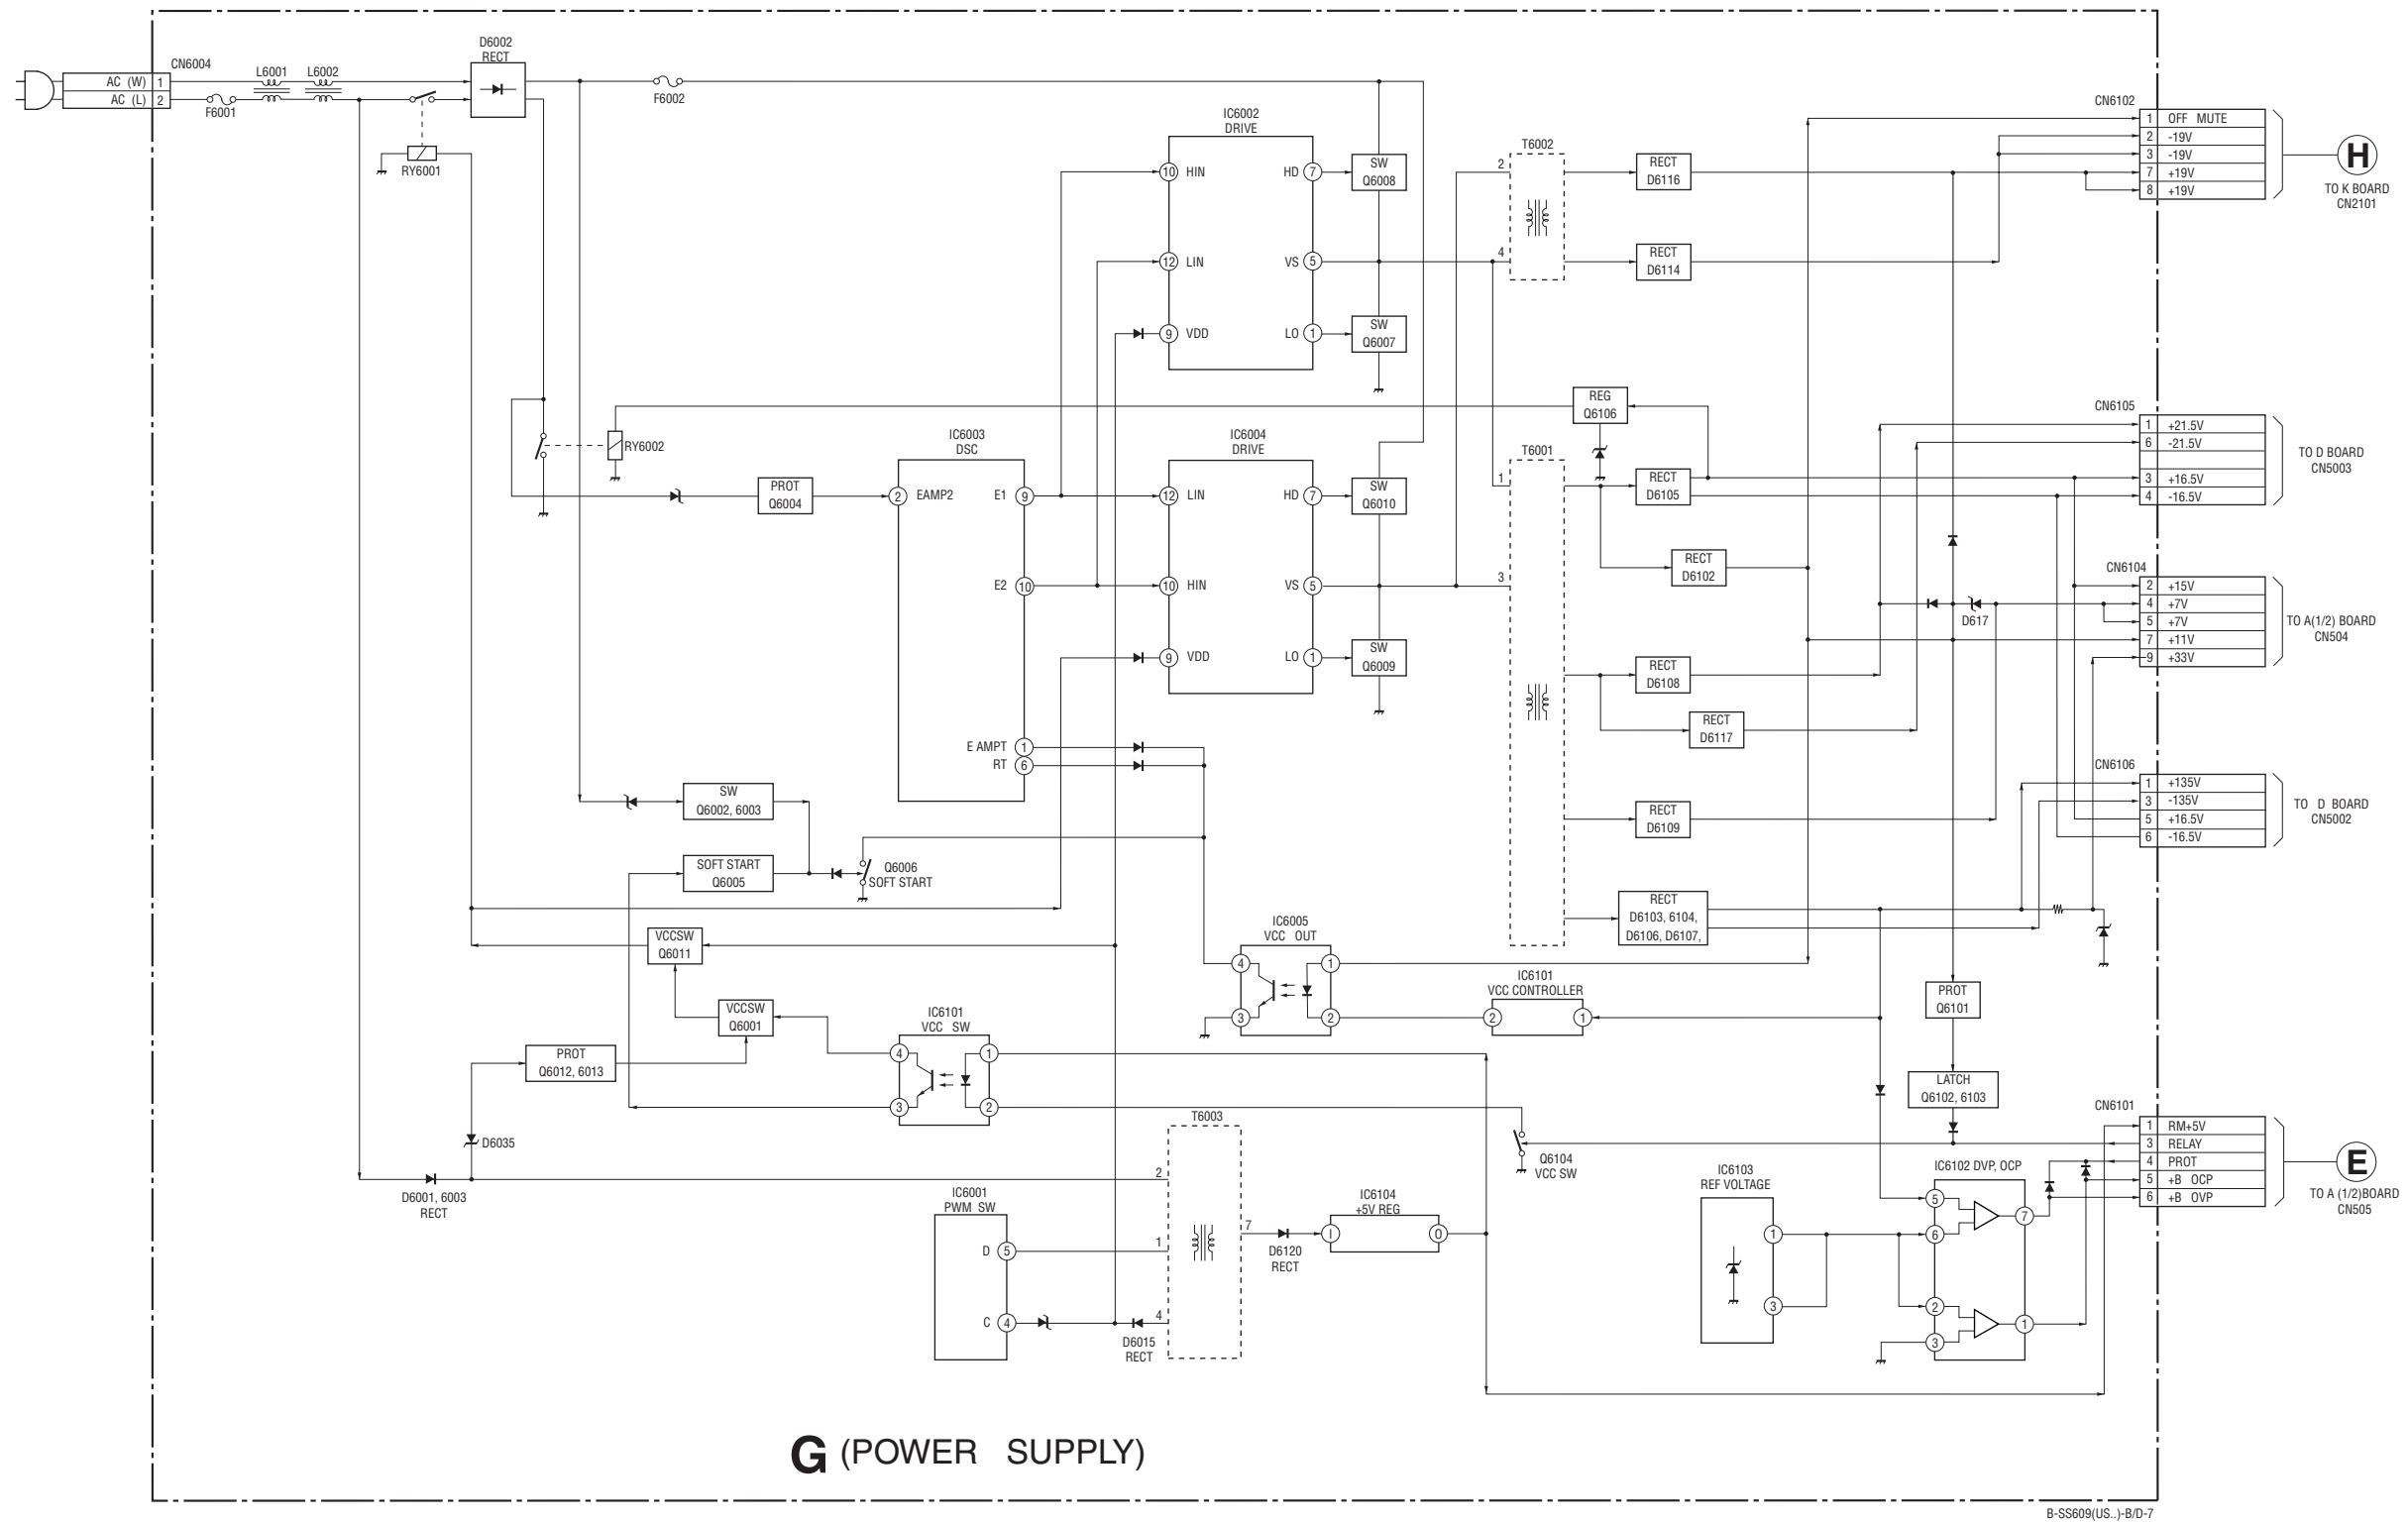 D6002
RECT
CN6004
L6001
L6002
AC (W) 1
AC (L) 2
F6001
F6002
RY6001
IC6002
DRIVE
10 HIN
HD 7
SW
Q6008
12 LIN
VS 5
9 VDD
LO 1
SW
Q6007
T6002
2
4
RECT
D6116
RECT
D6114
CN6102
1 OFF MUTE
2 -19V
3 -19V
7 +19V
8 +19V
H
TO K BOARD
CN2101
RY6002
PROT
Q6004
IC6003
DSC
2 EAMP2
E1 9
E2 10
E AMPT 1
RT 6
IC6004
DRIVE
12 LIN
HD 7
SW
Q6010
10 HIN
VS 5
9 VDD
LO 1
SW
Q6009
REG
Q6106
T6001
1
3
RECT
D6105
RECT
D6102
RECT
D6108
RECT
D6117
RECT
D6109
RECT
D6103, 6104,
D6106, D6107,
D617
CN6105
1 +21.5V
6 -21.5V
3 +16.5V
4 -16.5V
TO D BOARD
CN5003
CN6104
2 +15V
4 +7V
5 +7V
7 +11V
9 +33V
TO A(1/2) BOARD
CN504
CN6106
1 +135V
3 -135V
5 +16.5V
6 -16.5V
TO D BOARD
CN5002
SW
Q6002, 6003
SOFT START
Q6005
Q6006
SOFT START
VCCSW
Q6011
VCCSW
Q6001
PROT
Q6012, 6013
D6035
D6001, 6003
RECT
IC6101
VCC SW
4
1
3
2
IC6005
VCC OUT
4
1
3
2
IC6101
VCC CONTROLLER
2
1
PROT
Q6101
LATCH
Q6102, 6103
T6003
2
1
4
7
IC6001
PWM SW
D 5
C 4
D6015
RECT
D6120
RECT
IC6104
+5V REG
I
O
Q6104
VCC SW
IC6103
REF VOLTAGE
1
3
IC6102 DVP, OCP
5
6
7
2
3
1
CN6101
1 RM+5V
3 RELAY
4 PROT
5 +B OCP
6 +B OVP
E
TO A (1/2)BOARD
CN505
G (POWER SUPPLY)
B-SS609(US..)-B/D-7